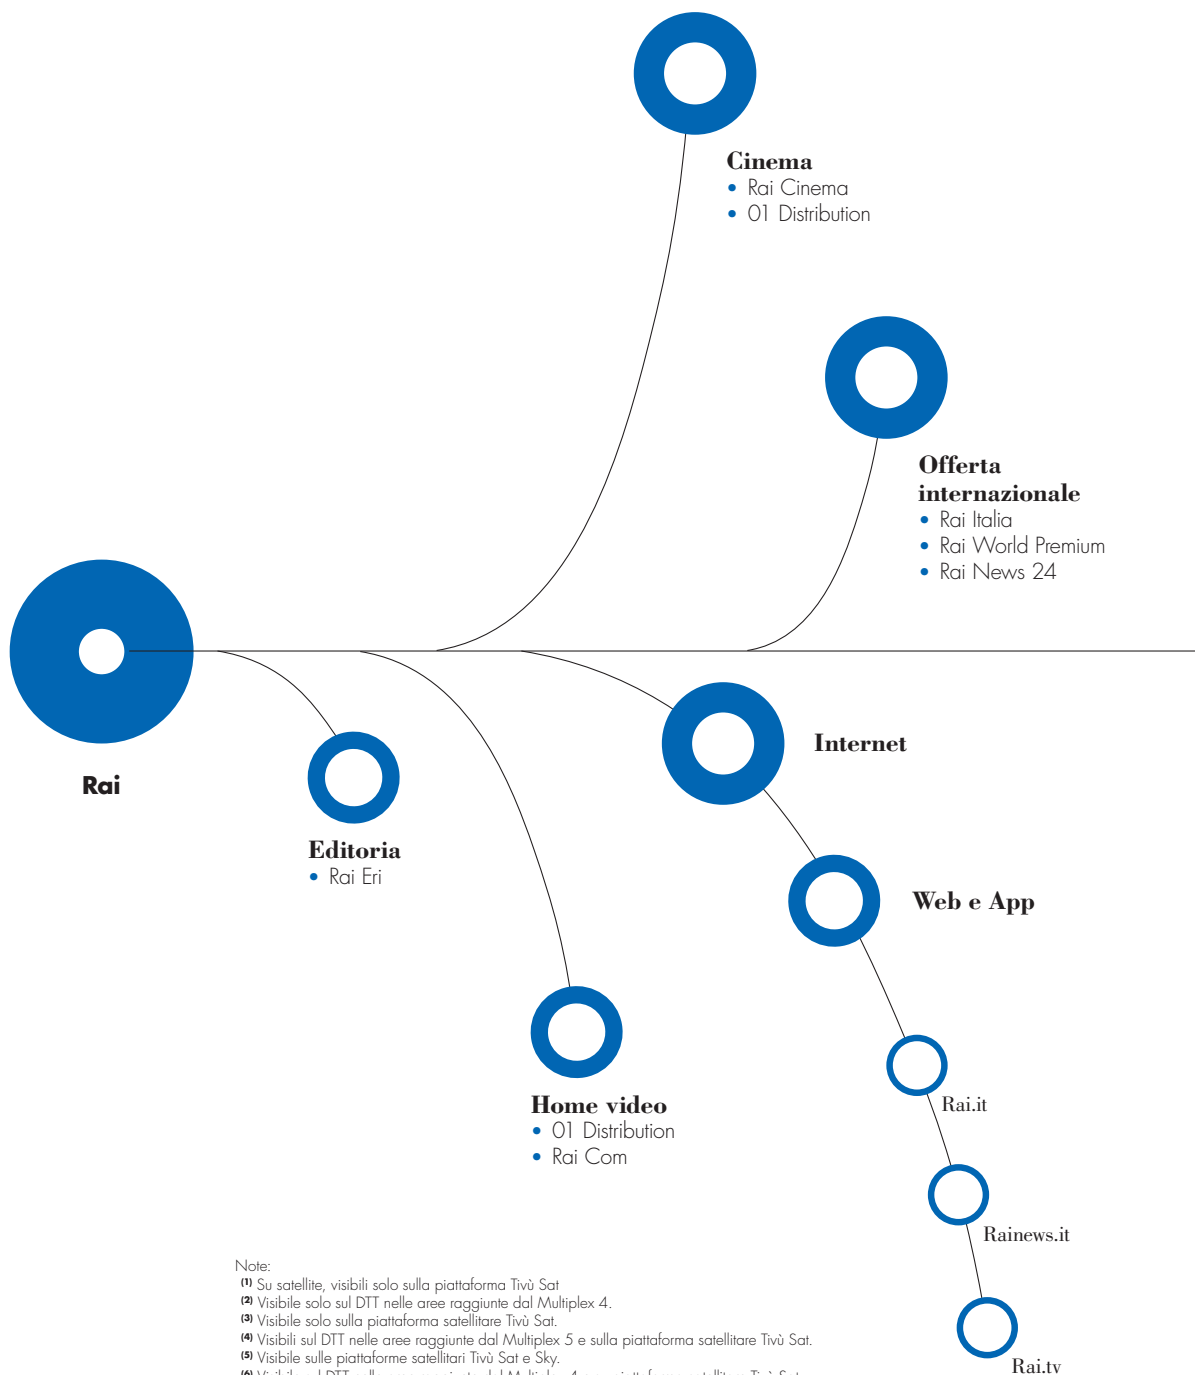 Cinema
• Rai Cinema
• 01 Distribution
Offerta
internazionale
• Rai Italia
• Rai World Premium
• Rai News 24
Rai
Internet
Editoria
• Rai Eri
Web e App
Home video
• 01 Distribution
• Rai Com
Rai.it
Rainews.it
Rai.tv
Note:
(1) Su satellite, visibili solo sulla piattaforma Tivù Sat
(2) Visibile solo sul DTT nelle aree raggiunte dal Multiplex 4.
(3) Visibile solo sulla piattaforma satellitare Tivù Sat.
(4) Visibili sul DTT nelle aree raggiunte dal Multiplex 5 e sulla piattaforma satellitare Tivù Sat.
(5) Visibile sulle piattaforme satellitari Tivù Sat e Sky.